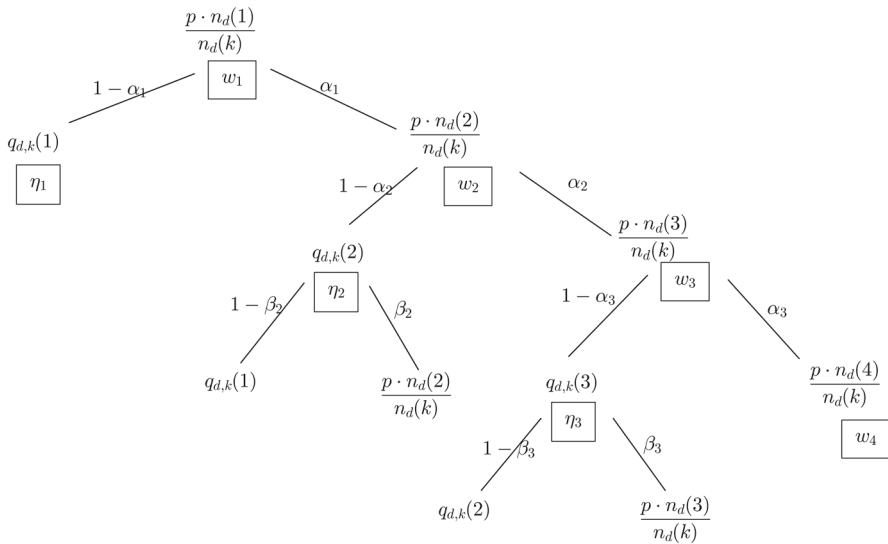 p · n_d(1)
n_d(k)
w_1
1 − α_1
α_1
q_{d,k}(1)
η_1
p · n_d(2)
n_d(k)
w_2
1 − α_2
α_2
q_{d,k}(2)
η_2
p · n_d(3)
n_d(k)
w_3
1 − β_2
β_2
1 − α_3
α_3
q_{d,k}(1)
p · n_d(2)
n_d(k)
q_{d,k}(3)
η_3
p · n_d(4)
n_d(k)
w_4
1 − β_3
β_3
q_{d,k}(2)
p · n_d(3)
n_d(k)